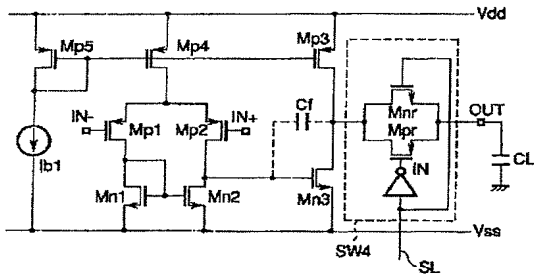 Vdd
Mp5
Mp4
Mp3
IN-
Mp1
Mp2
IN+
Cf
Mnr
Mpr
OUT
CL
Ib1
IN
Mn1
Mn2
Mn3
Vss
SW4
SL